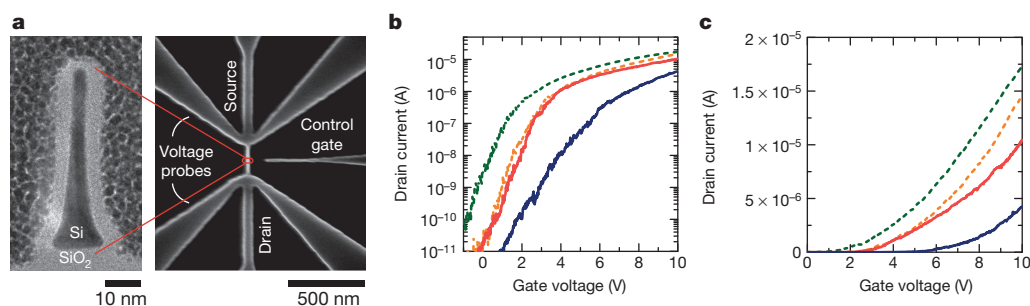 a
Si
SiO₂
10 nm
Voltage
probes
Source
Control
gate
Drain
500 nm
b
Drain current (A)
10⁻⁵
10⁻⁶
10⁻⁷
10⁻⁸
10⁻⁹
10⁻¹⁰
10⁻¹¹
0 2 4 6 8 10
Gate voltage (V)
c
Drain current (A)
2 × 10⁻⁵
1.5 × 10⁻⁵
1 × 10⁻⁵
5 × 10⁻⁶
0
0 2 4 6 8 10
Gate voltage (V)